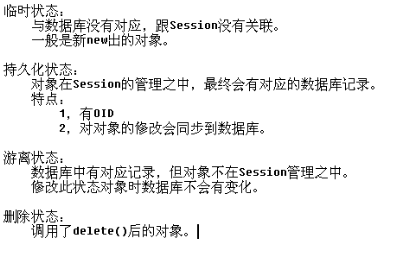 临时状态：
与数据库没有对应，跟Session没有关联。
一般是新new出的对象。
持久化状态：
对象在Session的管理之中，最终会有对应的数据库记录。
特点：
1，有OID
2，对对象的修改会同步到数据库。
游离状态：
数据库中有对应记录，但对象不在Session管理之中。
修改此状态对象时数据库不会有变化。
删除状态：
调用了delete()后的对象。